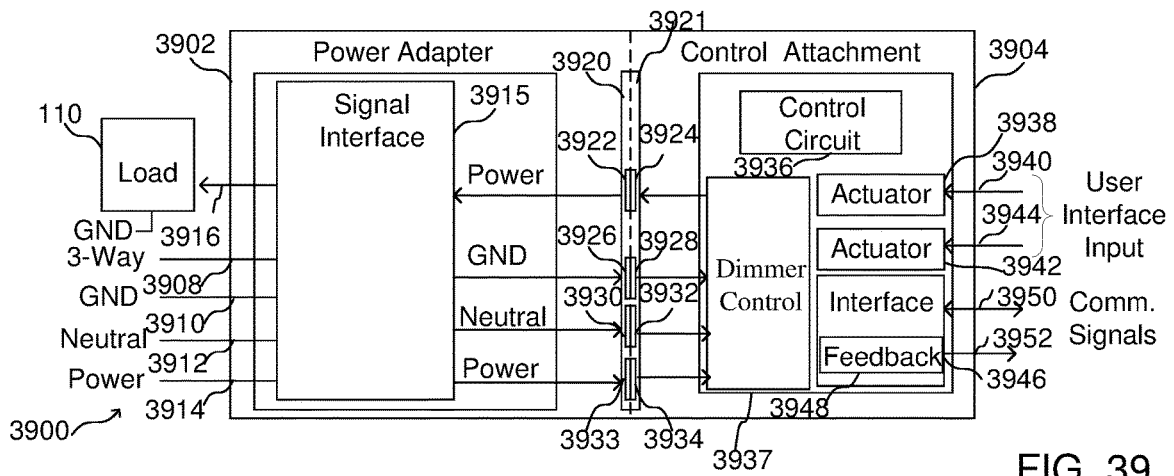 3902
Power Adapter
3920
3921
Control Attachment
3904
110
Load
Signal
Interface
3915
3922
3924
Control
Circuit
3936
3938
3940
Actuator
3944
User
Interface
Input
Power
GND
3916
3-Way
3908
GND
3910
Neutral
3912
Power
3914
3900
3926
3928
GND
3930
3932
Neutral
Power
3933
3934
Dimmer
Control
3937
Actuator
3942
Interface
3950
Comm.
Signals
3952
Feedback
3946
3948
FIG. 39